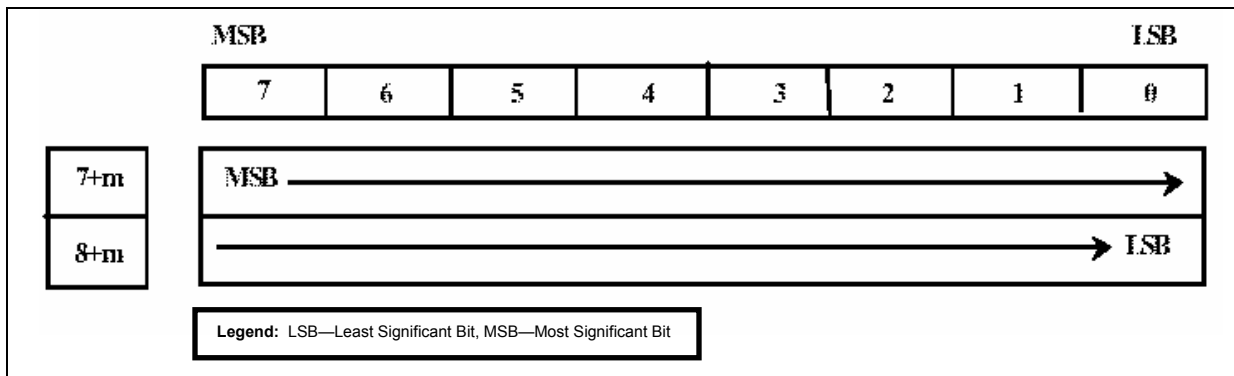 MSB LSB
7 6 5 4 3 2 1 0
7+m MSB
8+m LSB
Legend: LSB—Least Significant Bit, MSB—Most Significant Bit